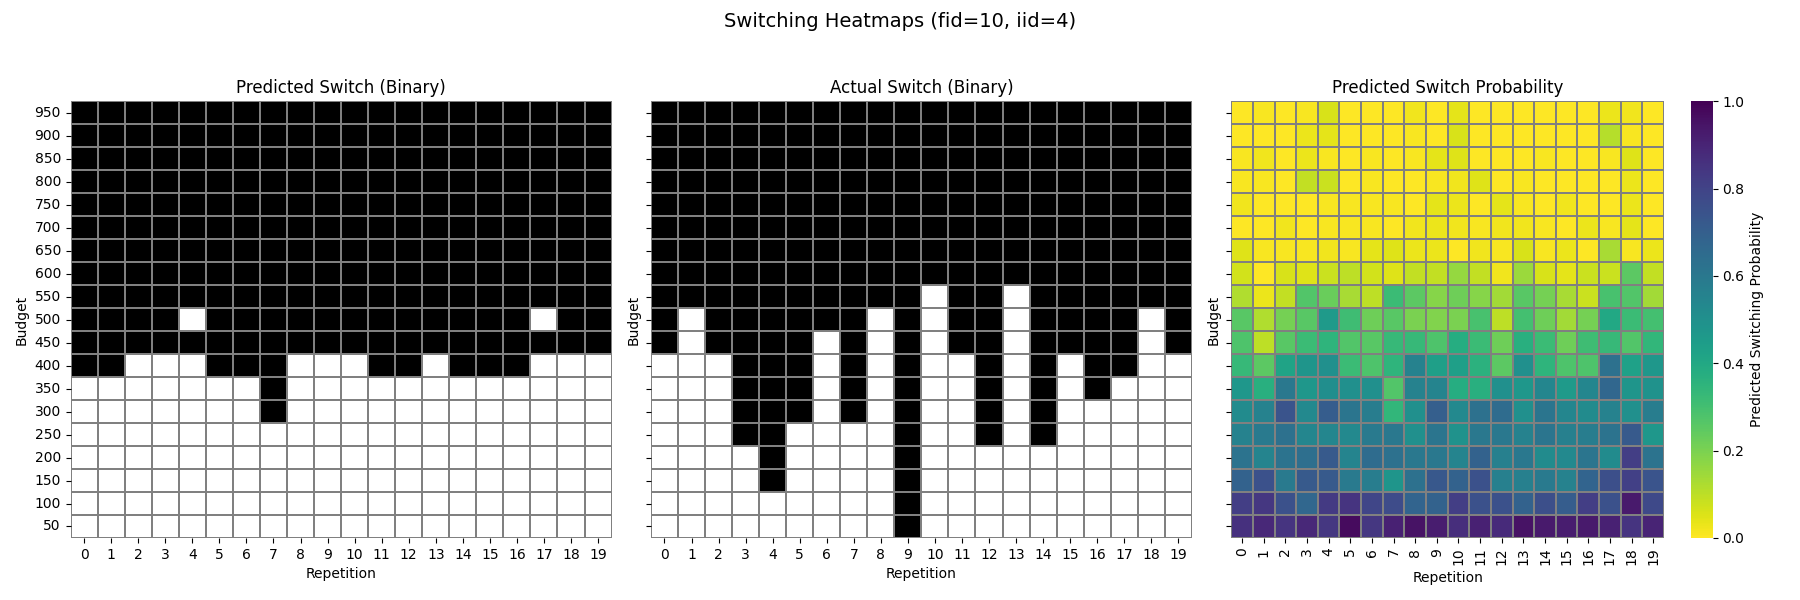 Switching Heatmaps (fid=10, iid=4)
Predicted Switch (Binary)
Budget
950
900
850
800
750
700
650
600
550
500
450
400
350
300
250
200
150
100
50
0 1 2 3 4 5 6 7 8 9 10 11 12 13 14 15 16 17 18 19
Repetition
Actual Switch (Binary)
Budget
0 1 2 3 4 5 6 7 8 9 10 11 12 13 14 15 16 17 18 19
Repetition
Predicted Switch Probability
Budget
0 1 2 3 4 5 6 7 8 9 10 11 12 13 14 15 16 17 18 19
Repetition
1.0
0.8
0.6
0.4
0.2
0.0
Predicted Switching Probability